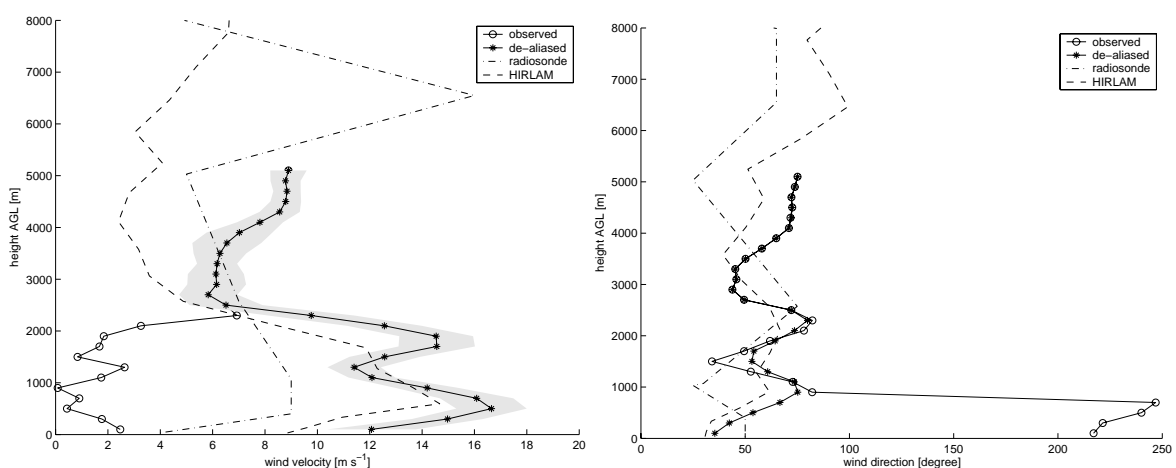 8000
7000
6000
5000
4000
3000
2000
1000
0
height AGL [m]
0 2 4 6 8 10 12 14 16 18 20
wind velocity [m s⁻¹]
observed
de−aliased
radiosonde
HIRLAM
8000
7000
6000
5000
4000
3000
2000
1000
0
height AGL [m]
0 50 100 150 200 250
wind direction [degree]
observed
de−aliased
radiosonde
HIRLAM